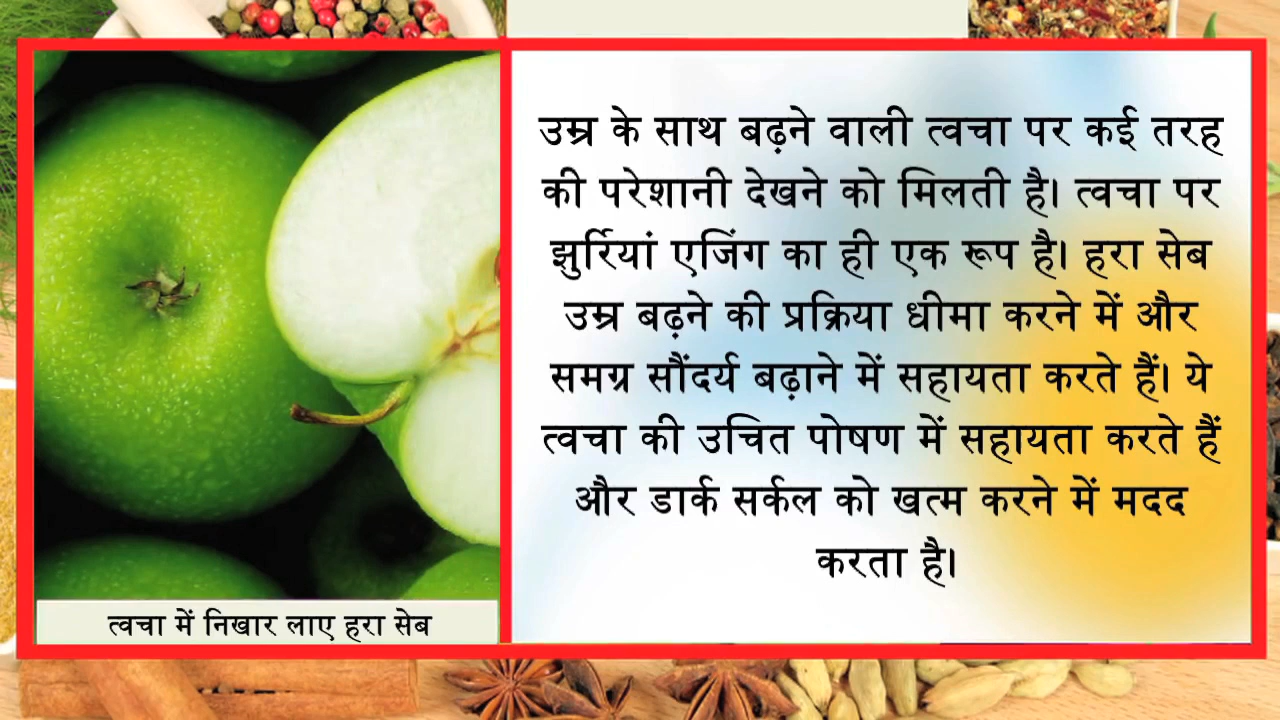 उम्र के साथ बढ़ने वाली त्वचा पर कई तरह
की परेशानी देखने को मिलती है। त्वचा पर
झुर्रियां एजिंग का ही एक रूप है। हरा सेब
उम्र बढ़ने की प्रक्रिया धीमा करने में और
समग्र सौंदर्य बढ़ाने में सहायता करते हैं। ये
त्वचा की उचित पोषण में सहायता करते हैं
और डार्क सर्कल को खत्म करने में मदद
करता है।
त्वचा में निखार लाए हरा सेब